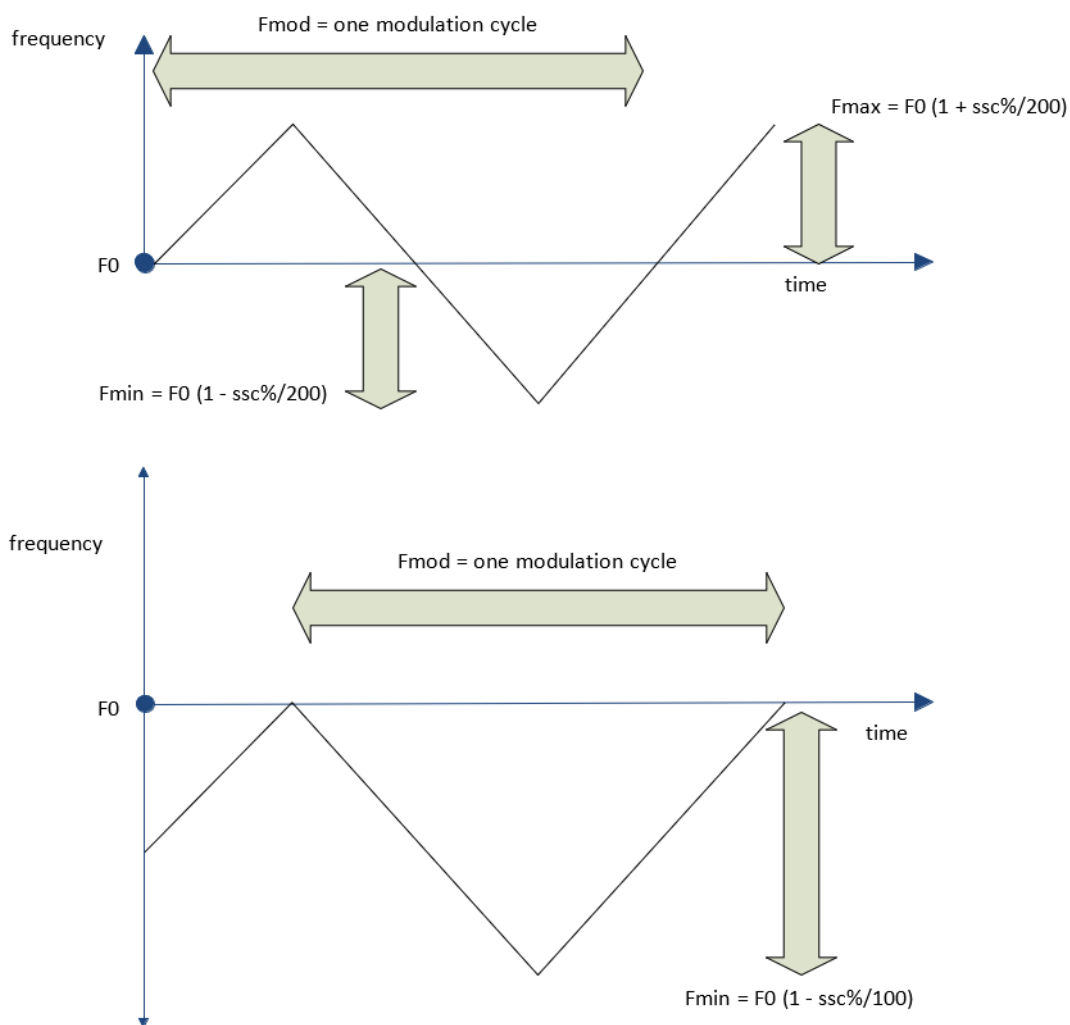 Fmod = one modulation cycle
frequency
Fmax = F0 (1 + ssc%/200)
F0
time
Fmin = F0 (1 - ssc%/200)
frequency
Fmod = one modulation cycle
F0
time
Fmin = F0 (1 - ssc%/100)